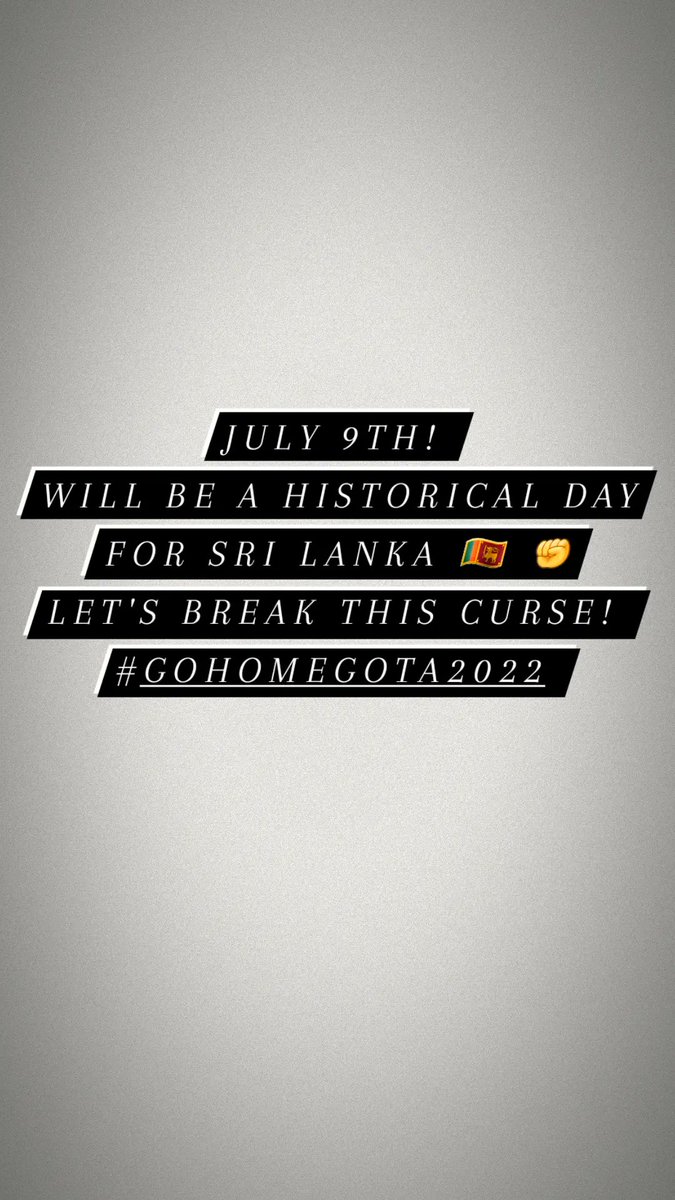 JULY 9TH!
WILL BE A HISTORICAL DAY
FOR SRI LANKA 🇱🇰 ✊
LET'S BREAK THIS CURSE!
#GOHOMEGOTA2022